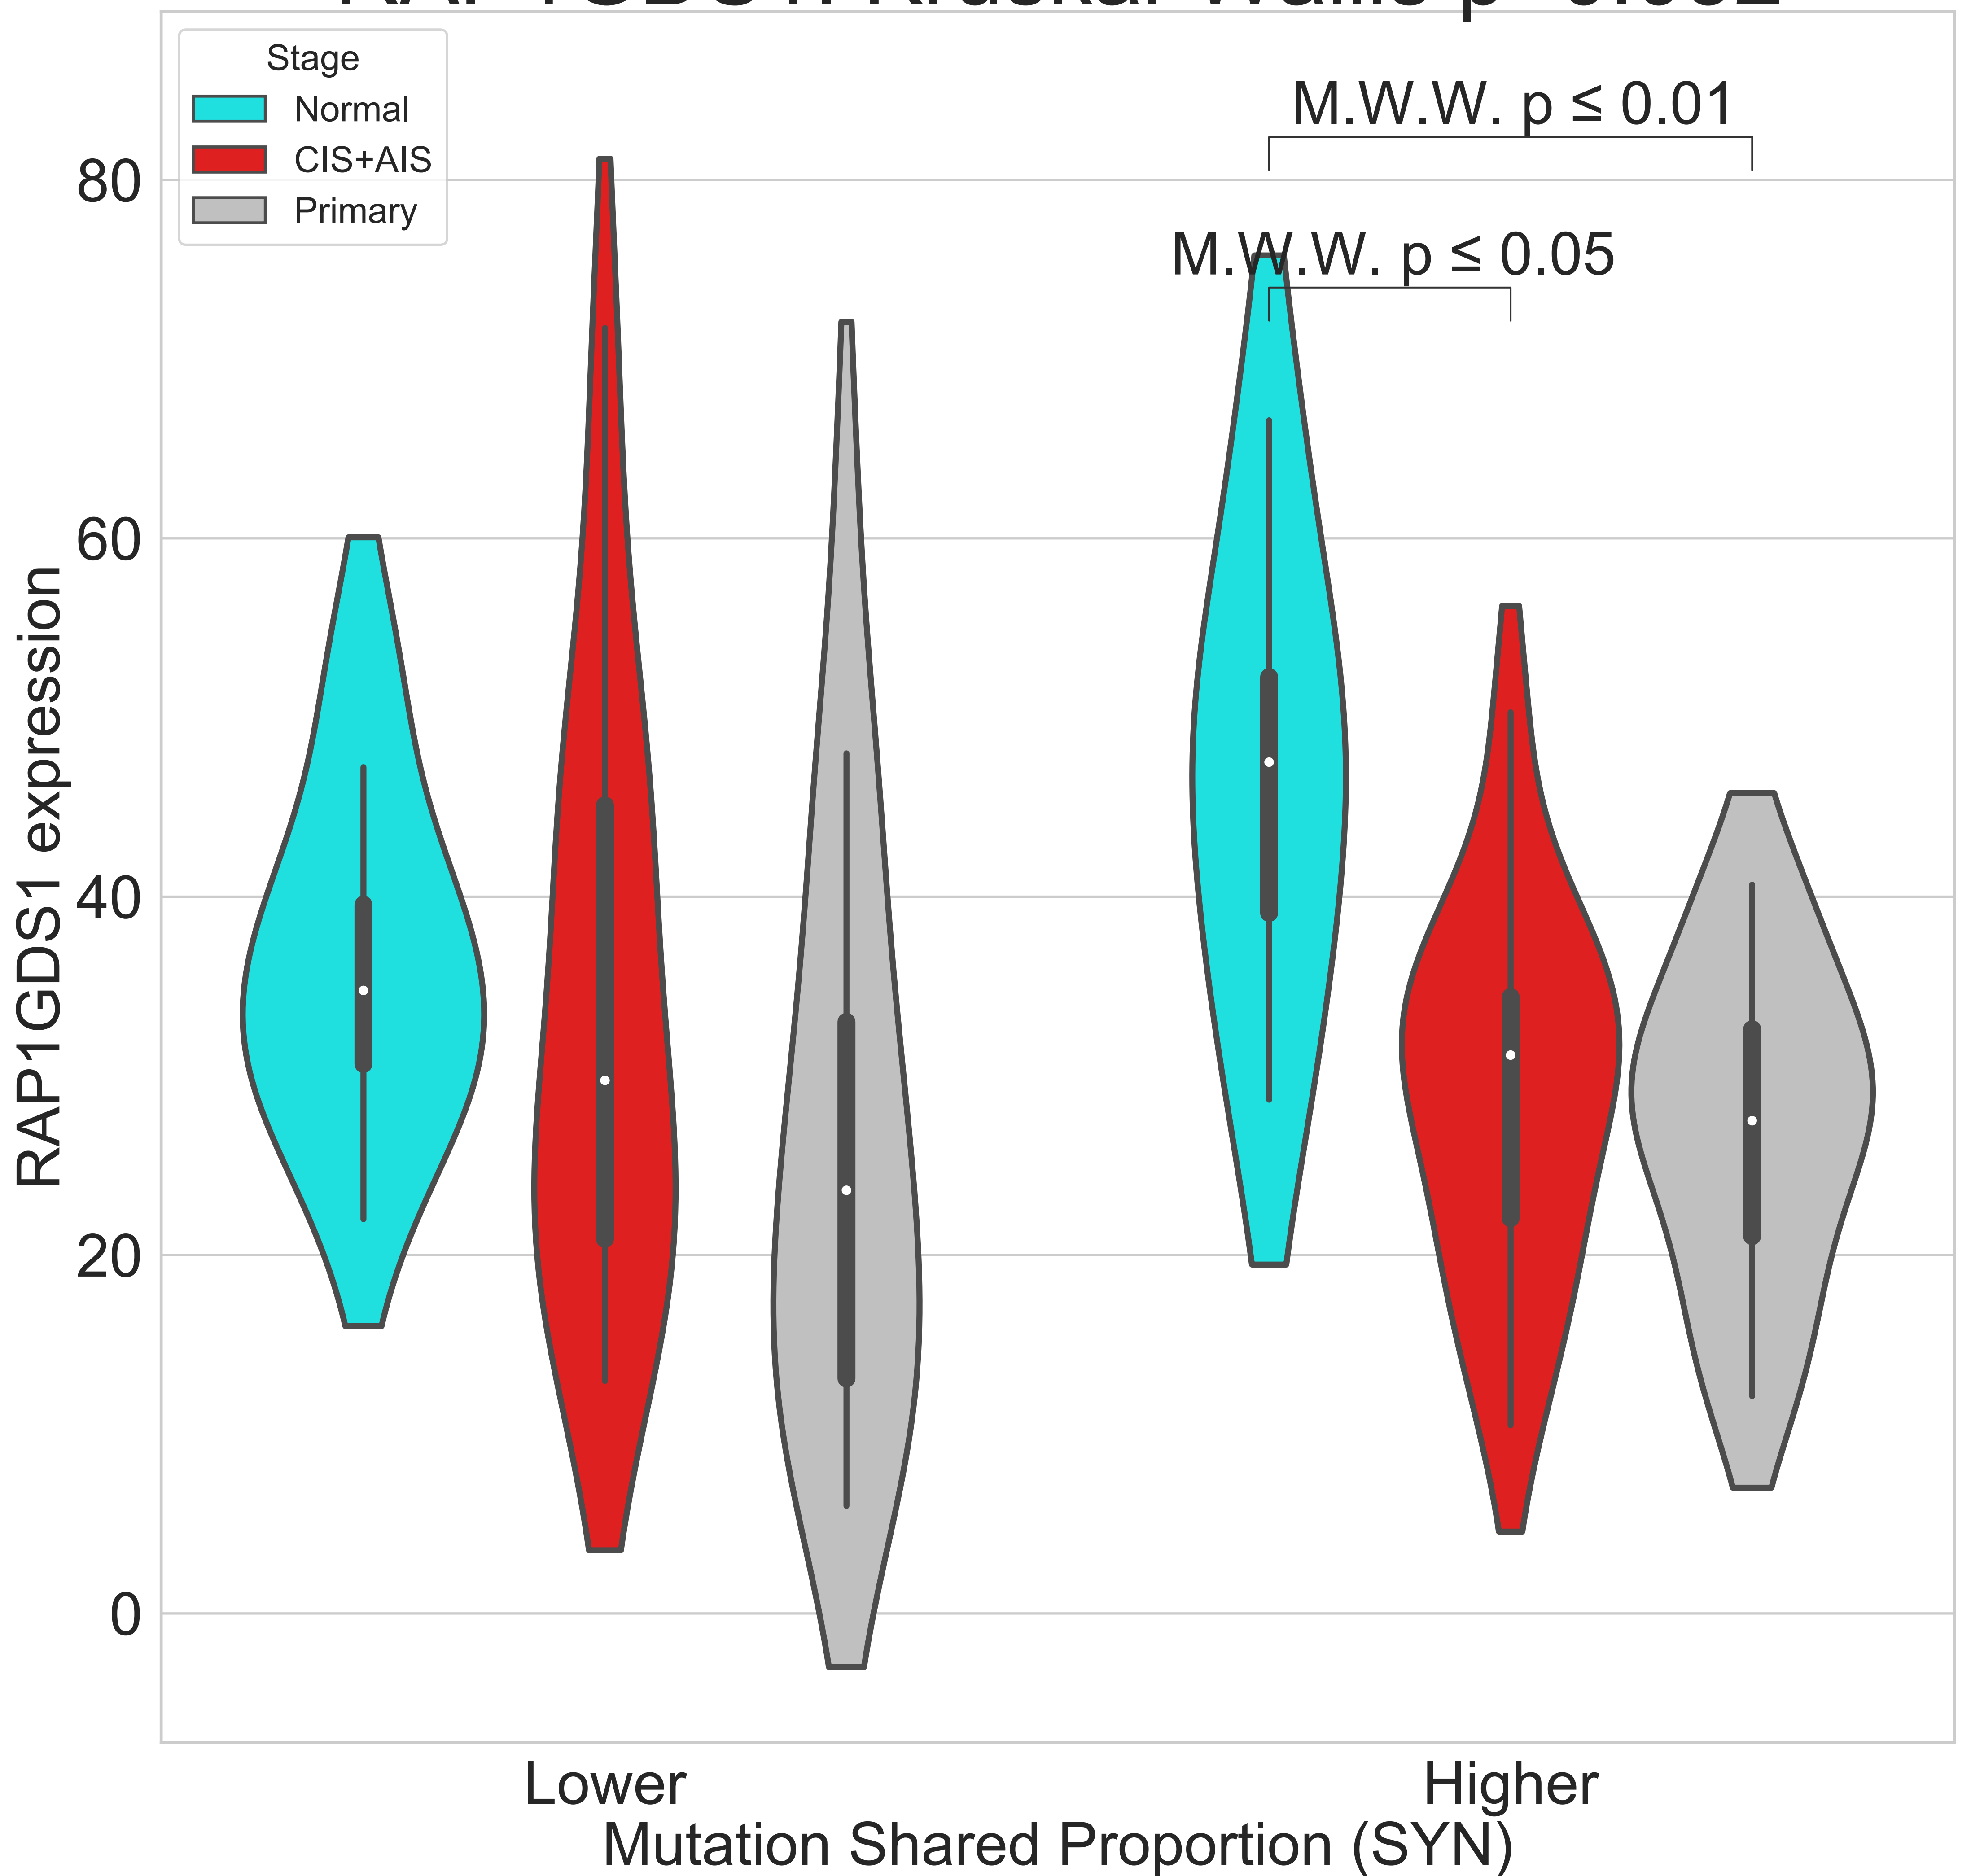 Stage
Normal
CIS+AIS
Primary
M.W.W. p ≤ 0.01
M.W.W. p ≤ 0.05
80
60
40
20
0
RAP1GDS1 expression
Lower
Higher
Mutation Shared Proportion (SYN)